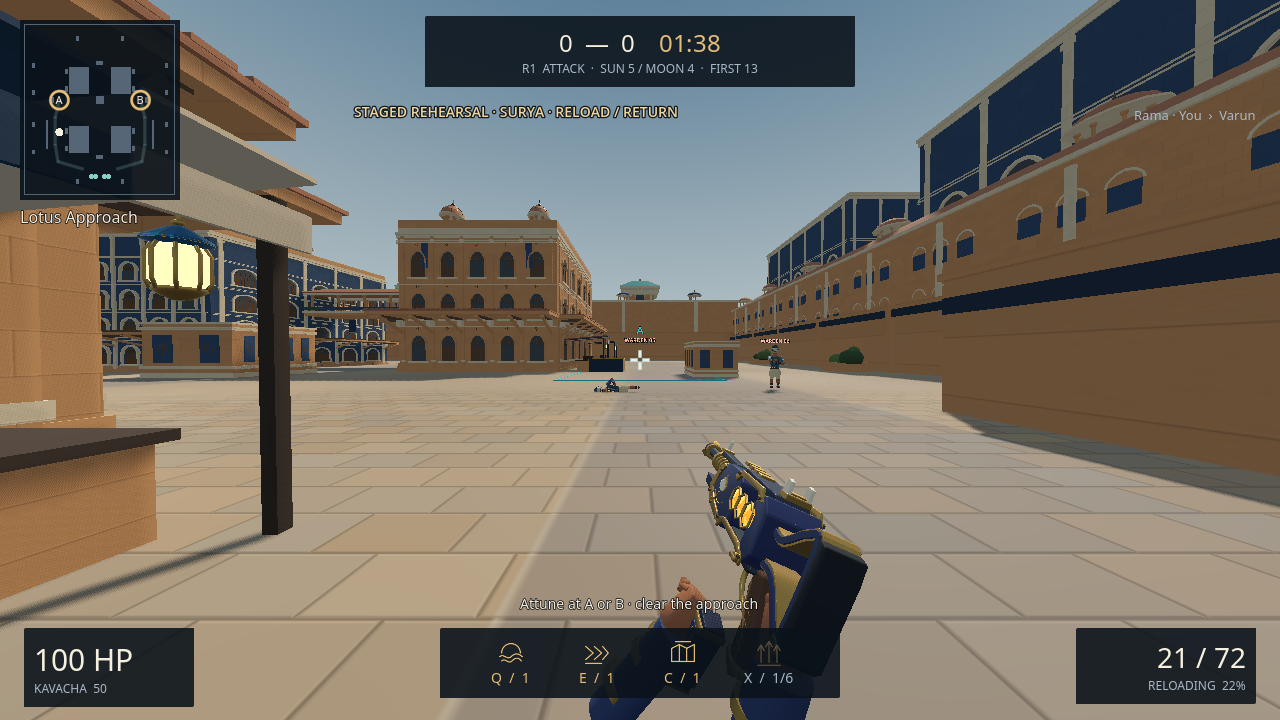 0 — 0 01:38
R1 ATTACK · SUN 5 / MOON 4 · FIRST 13
STAGED REHEARSAL · SURYA · RELOAD / RETURN
Rama · You › Varun
A
B
Lotus Approach
A
Attune at A or B · clear the approach
100 HP
KAVACHA 50
Q / 1
E / 1
C / 1
X / 1/6
21 / 72
RELOADING 22%